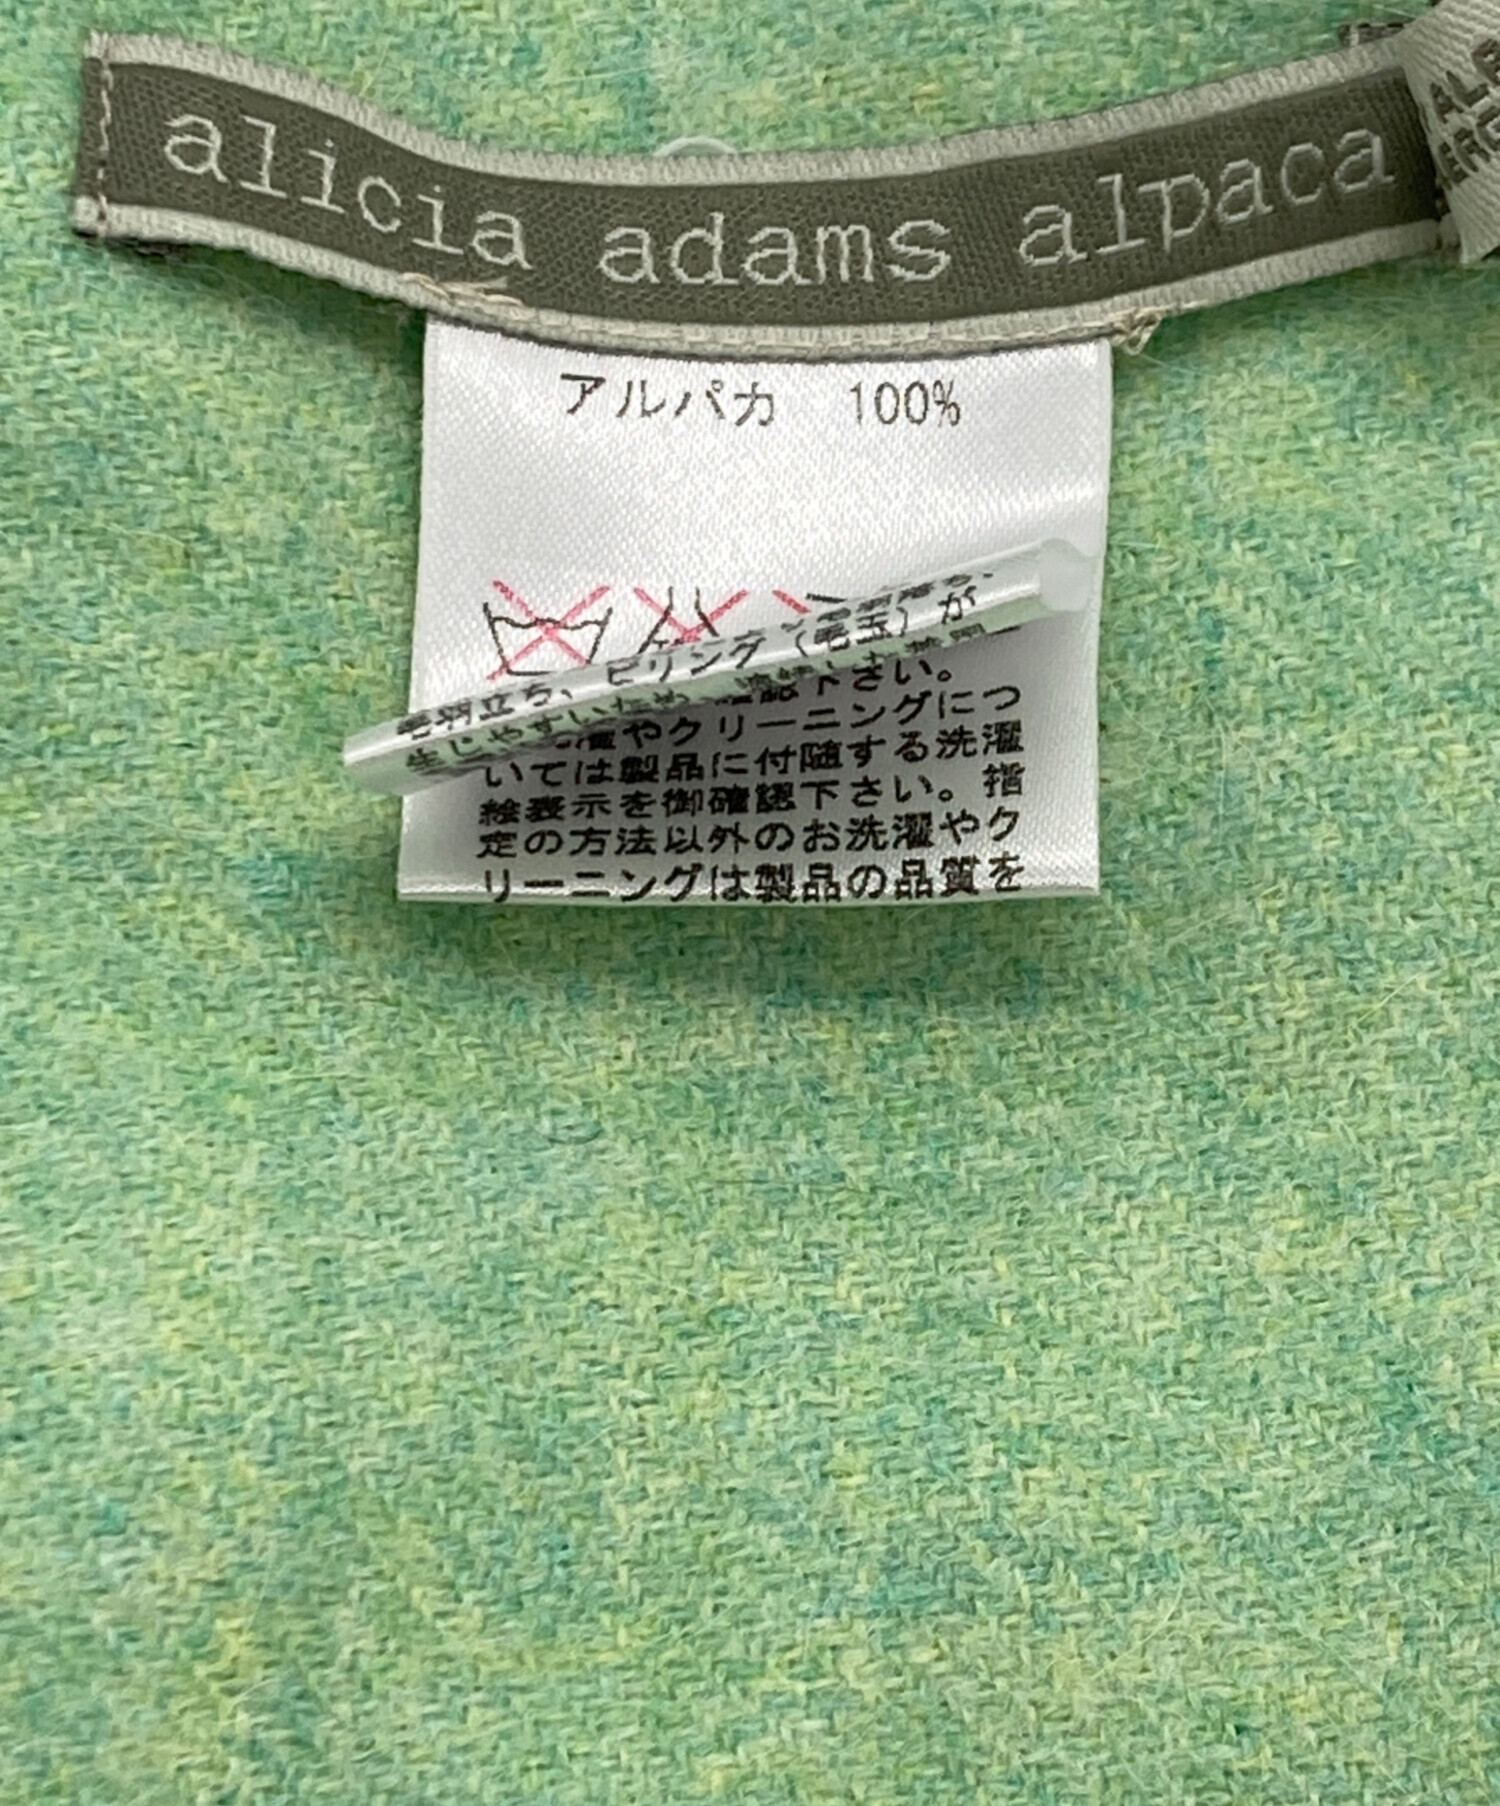 alicia adams alpaca
アルパカ 100%
毛羽立ち、ピリング(毛玉)が
生じやすいため、
確認下さい。
濯やクリーニングにつ
いては製品に付随する洗濯
絵表示を御確認下さい。指
定の方法以外のお洗濯やク
リーニングは製品の品質を